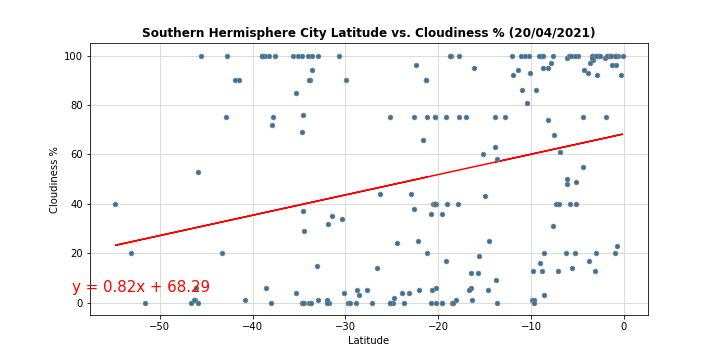 Southern Hermisphere City Latitude vs. Cloudiness % (20/04/2021)
100
80
60
40
20
0
Cloudiness %
y = 0.82x + 68.29
−50 −40 −30 −20 −10 0
Latitude